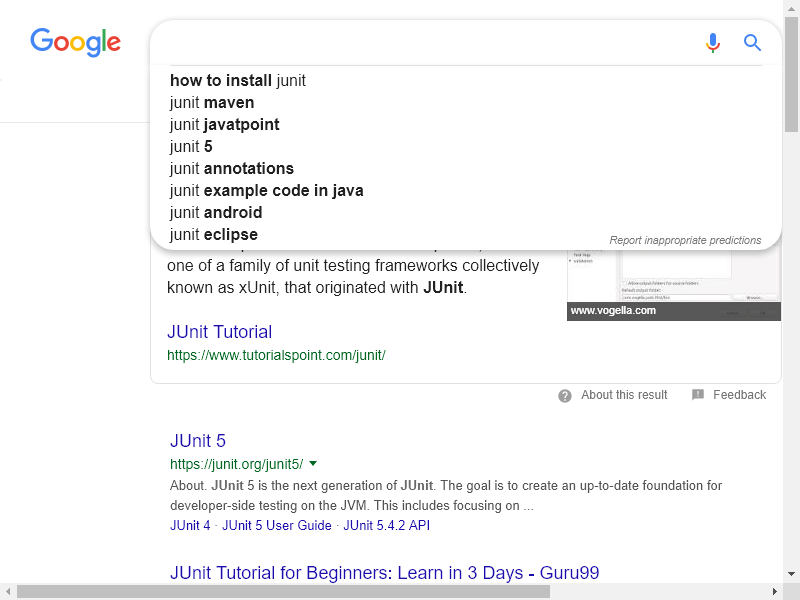 Google
how to install junit
junit maven
junit javatpoint
junit 5
junit annotations
junit example code in java
junit android
junit eclipse
Report inappropriate predictions
one of a family of unit testing frameworks collectively
known as xUnit, that originated with JUnit.
www.vogella.com
JUnit Tutorial
https://www.tutorialspoint.com/junit/
About this result
Feedback
JUnit 5
https://junit.org/junit5/
About. JUnit 5 is the next generation of JUnit. The goal is to create an up-to-date foundation for
developer-side testing on the JVM. This includes focusing on ...
JUnit 4 · JUnit 5 User Guide · JUnit 5.4.2 API
JUnit Tutorial for Beginners: Learn in 3 Days - Guru99